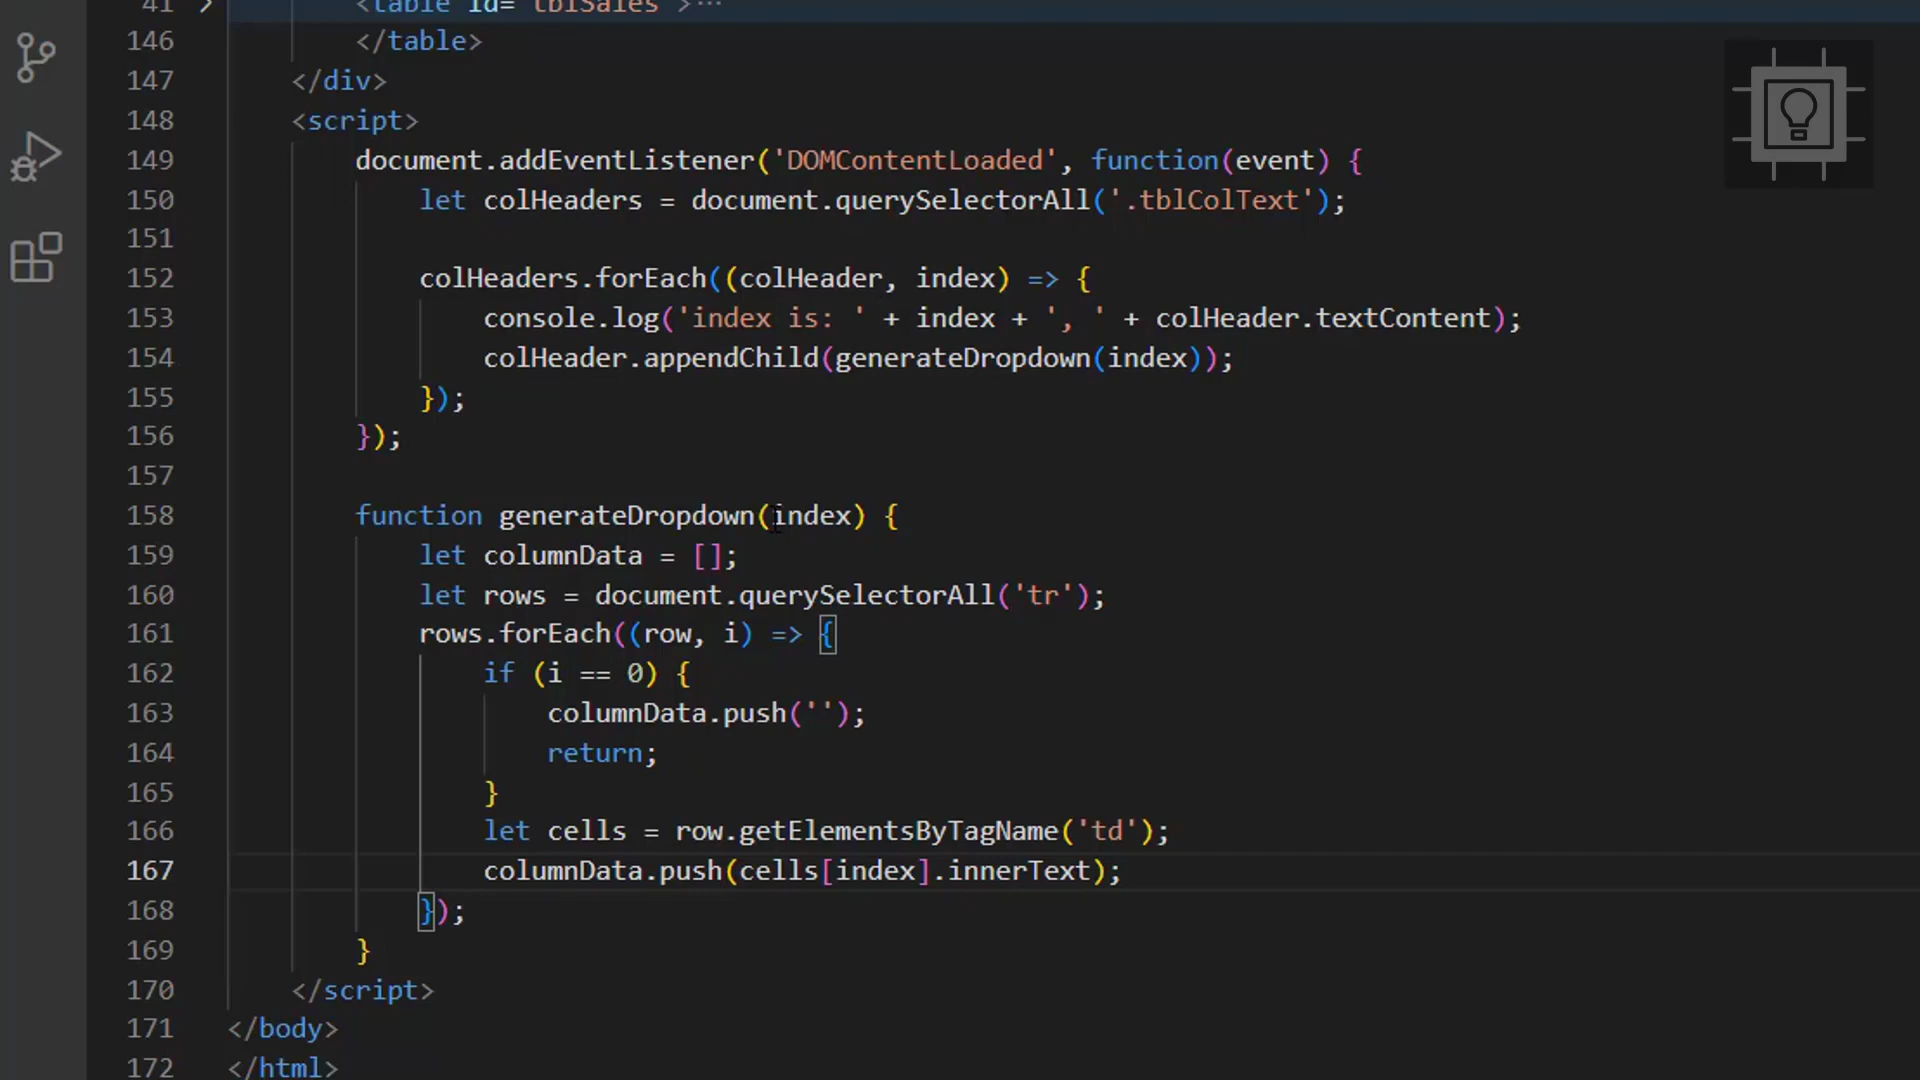 41 > <table id="tblSales">···
146 </table>
147 </div>
148 <script>
149 document.addEventListener('DOMContentLoaded', function(event) {
150 let colHeaders = document.querySelectorAll('.tblColText');
151
152 colHeaders.forEach((colHeader, index) => {
153 console.log('index is: ' + index + ', ' + colHeader.textContent);
154 colHeader.appendChild(generateDropdown(index));
155 });
156 });
157
158 function generateDropdown(index) {
159 let columnData = [];
160 let rows = document.querySelectorAll('tr');
161 rows.forEach((row, i) => {
162 if (i == 0) {
163 columnData.push('');
164 return;
165 }
166 let cells = row.getElementsByTagName('td');
167 columnData.push(cells[index].innerText);
168 });
169 }
170 </script>
171 </body>
172 </html>